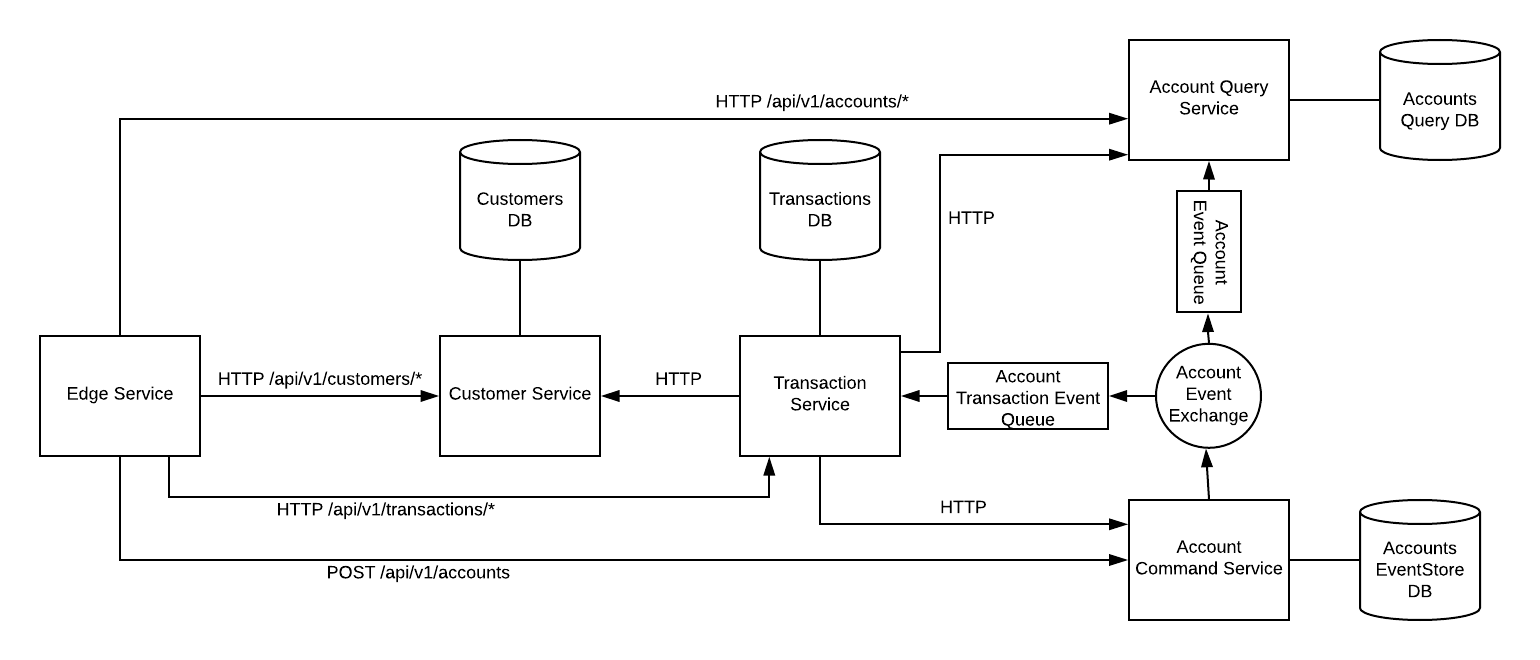 HTTP /api/v1/accounts/*
Account Query
Service
Accounts
Query DB
Customers
DB
Transactions
DB
HTTP
Account
Event Queue
Edge Service
HTTP /api/v1/customers/*
Customer Service
HTTP
Transaction
Service
Account
Transaction Event
Queue
Account
Event
Exchange
HTTP /api/v1/transactions/*
HTTP
POST /api/v1/accounts
Account
Command Service
Accounts
EventStore
DB